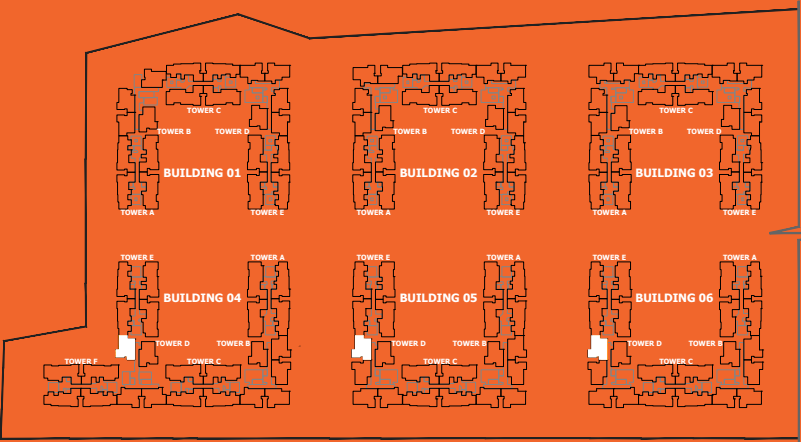 TOWER C TOWER C TOWER C
TOWER B TOWER D TOWER B TOWER D TOWER B TOWER D
BUILDING 01 BUILDING 02 BUILDING 03
TOWER A TOWER E TOWER A TOWER E TOWER A TOWER E
TOWER E TOWER A TOWER E TOWER A TOWER E TOWER A
BUILDING 04 BUILDING 05 BUILDING 06
TOWER D TOWER B TOWER D TOWER B TOWER D TOWER B
TOWER F TOWER C TOWER C TOWER C